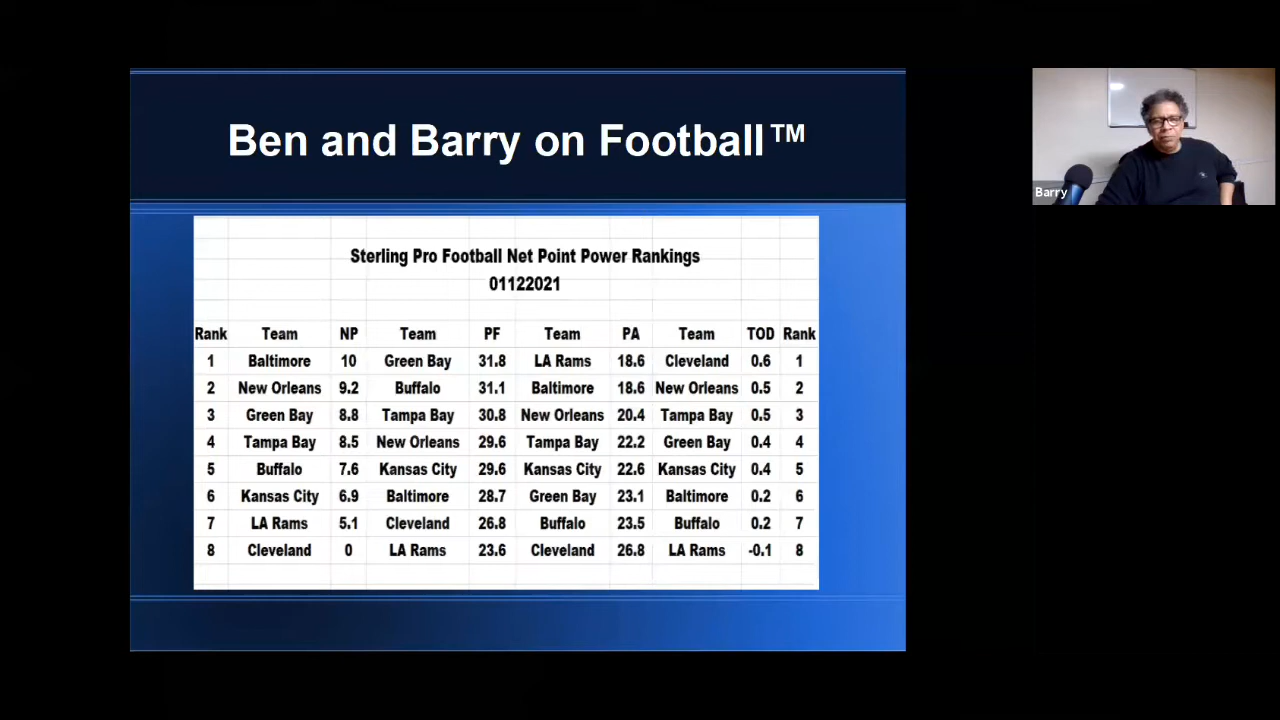 Ben and Barry on Football™
Sterling Pro Football Net Point Power Rankings
01122021
Rank Team NP Team PF Team PA Team TOD Rank
1 Baltimore 10 Green Bay 31.8 LA Rams 18.6 Cleveland 0.6 1
2 New Orleans 9.2 Buffalo 31.1 Baltimore 18.6 New Orleans 0.5 2
3 Green Bay 8.8 Tampa Bay 30.8 New Orleans 20.4 Tampa Bay 0.5 3
4 Tampa Bay 8.5 New Orleans 29.6 Tampa Bay 22.2 Green Bay 0.4 4
5 Buffalo 7.6 Kansas City 29.6 Kansas City 22.6 Kansas City 0.4 5
6 Kansas City 6.9 Baltimore 28.7 Green Bay 23.1 Baltimore 0.2 6
7 LA Rams 5.1 Cleveland 26.8 Buffalo 23.5 Buffalo 0.2 7
8 Cleveland 0 LA Rams 23.6 Cleveland 26.8 LA Rams -0.1 8
Barry